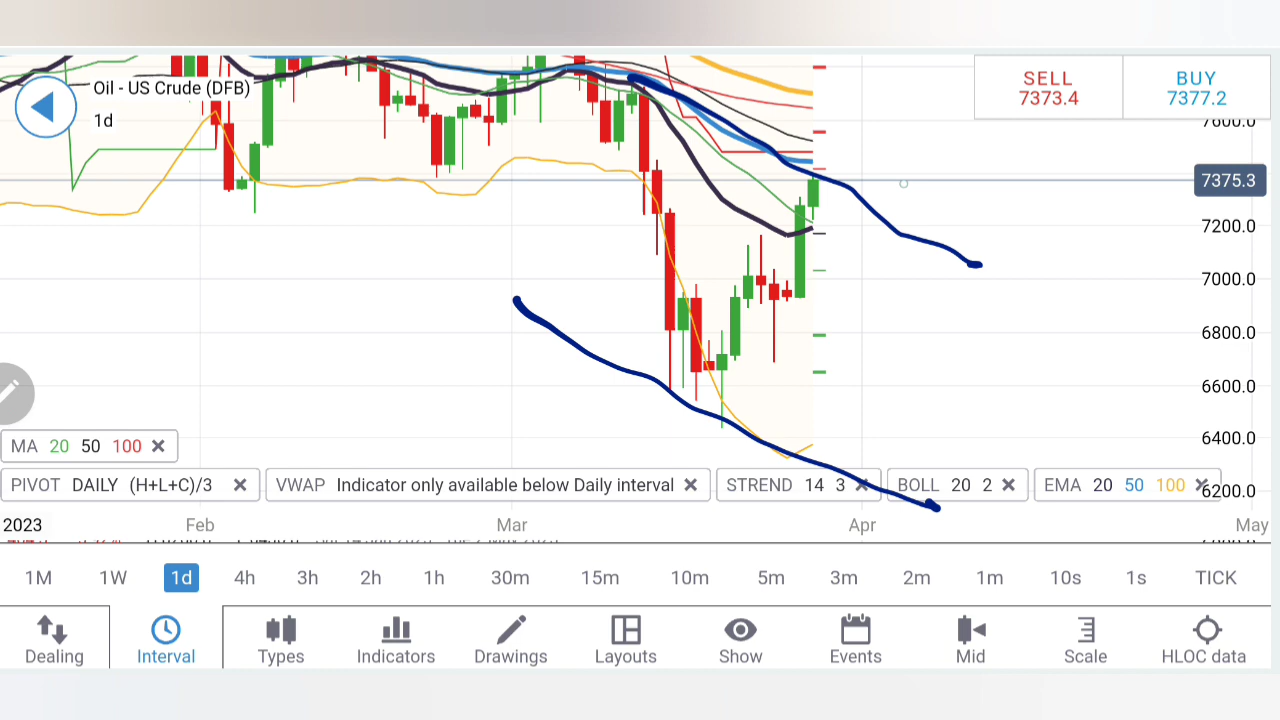 Oil - US Crude (DFB)
1d
SELL
7373.4
BUY
7377.2
7600.0
7375.3
7200.0
7000.0
6800.0
6600.0
6400.0
6200.0
MA 20 50 100
PIVOT DAILY (H+L+C)/3
VWAP Indicator only available below Daily interval
STREND 14 3
BOLL 20 2
EMA 20 50 100
2023 Feb Mar Apr May
1M 1W 1d 4h 3h 2h 1h 30m 15m 10m 5m 3m 2m 1m 10s 1s TICK
Dealing Interval Types Indicators Drawings Layouts Show Events Mid Scale HLOC data